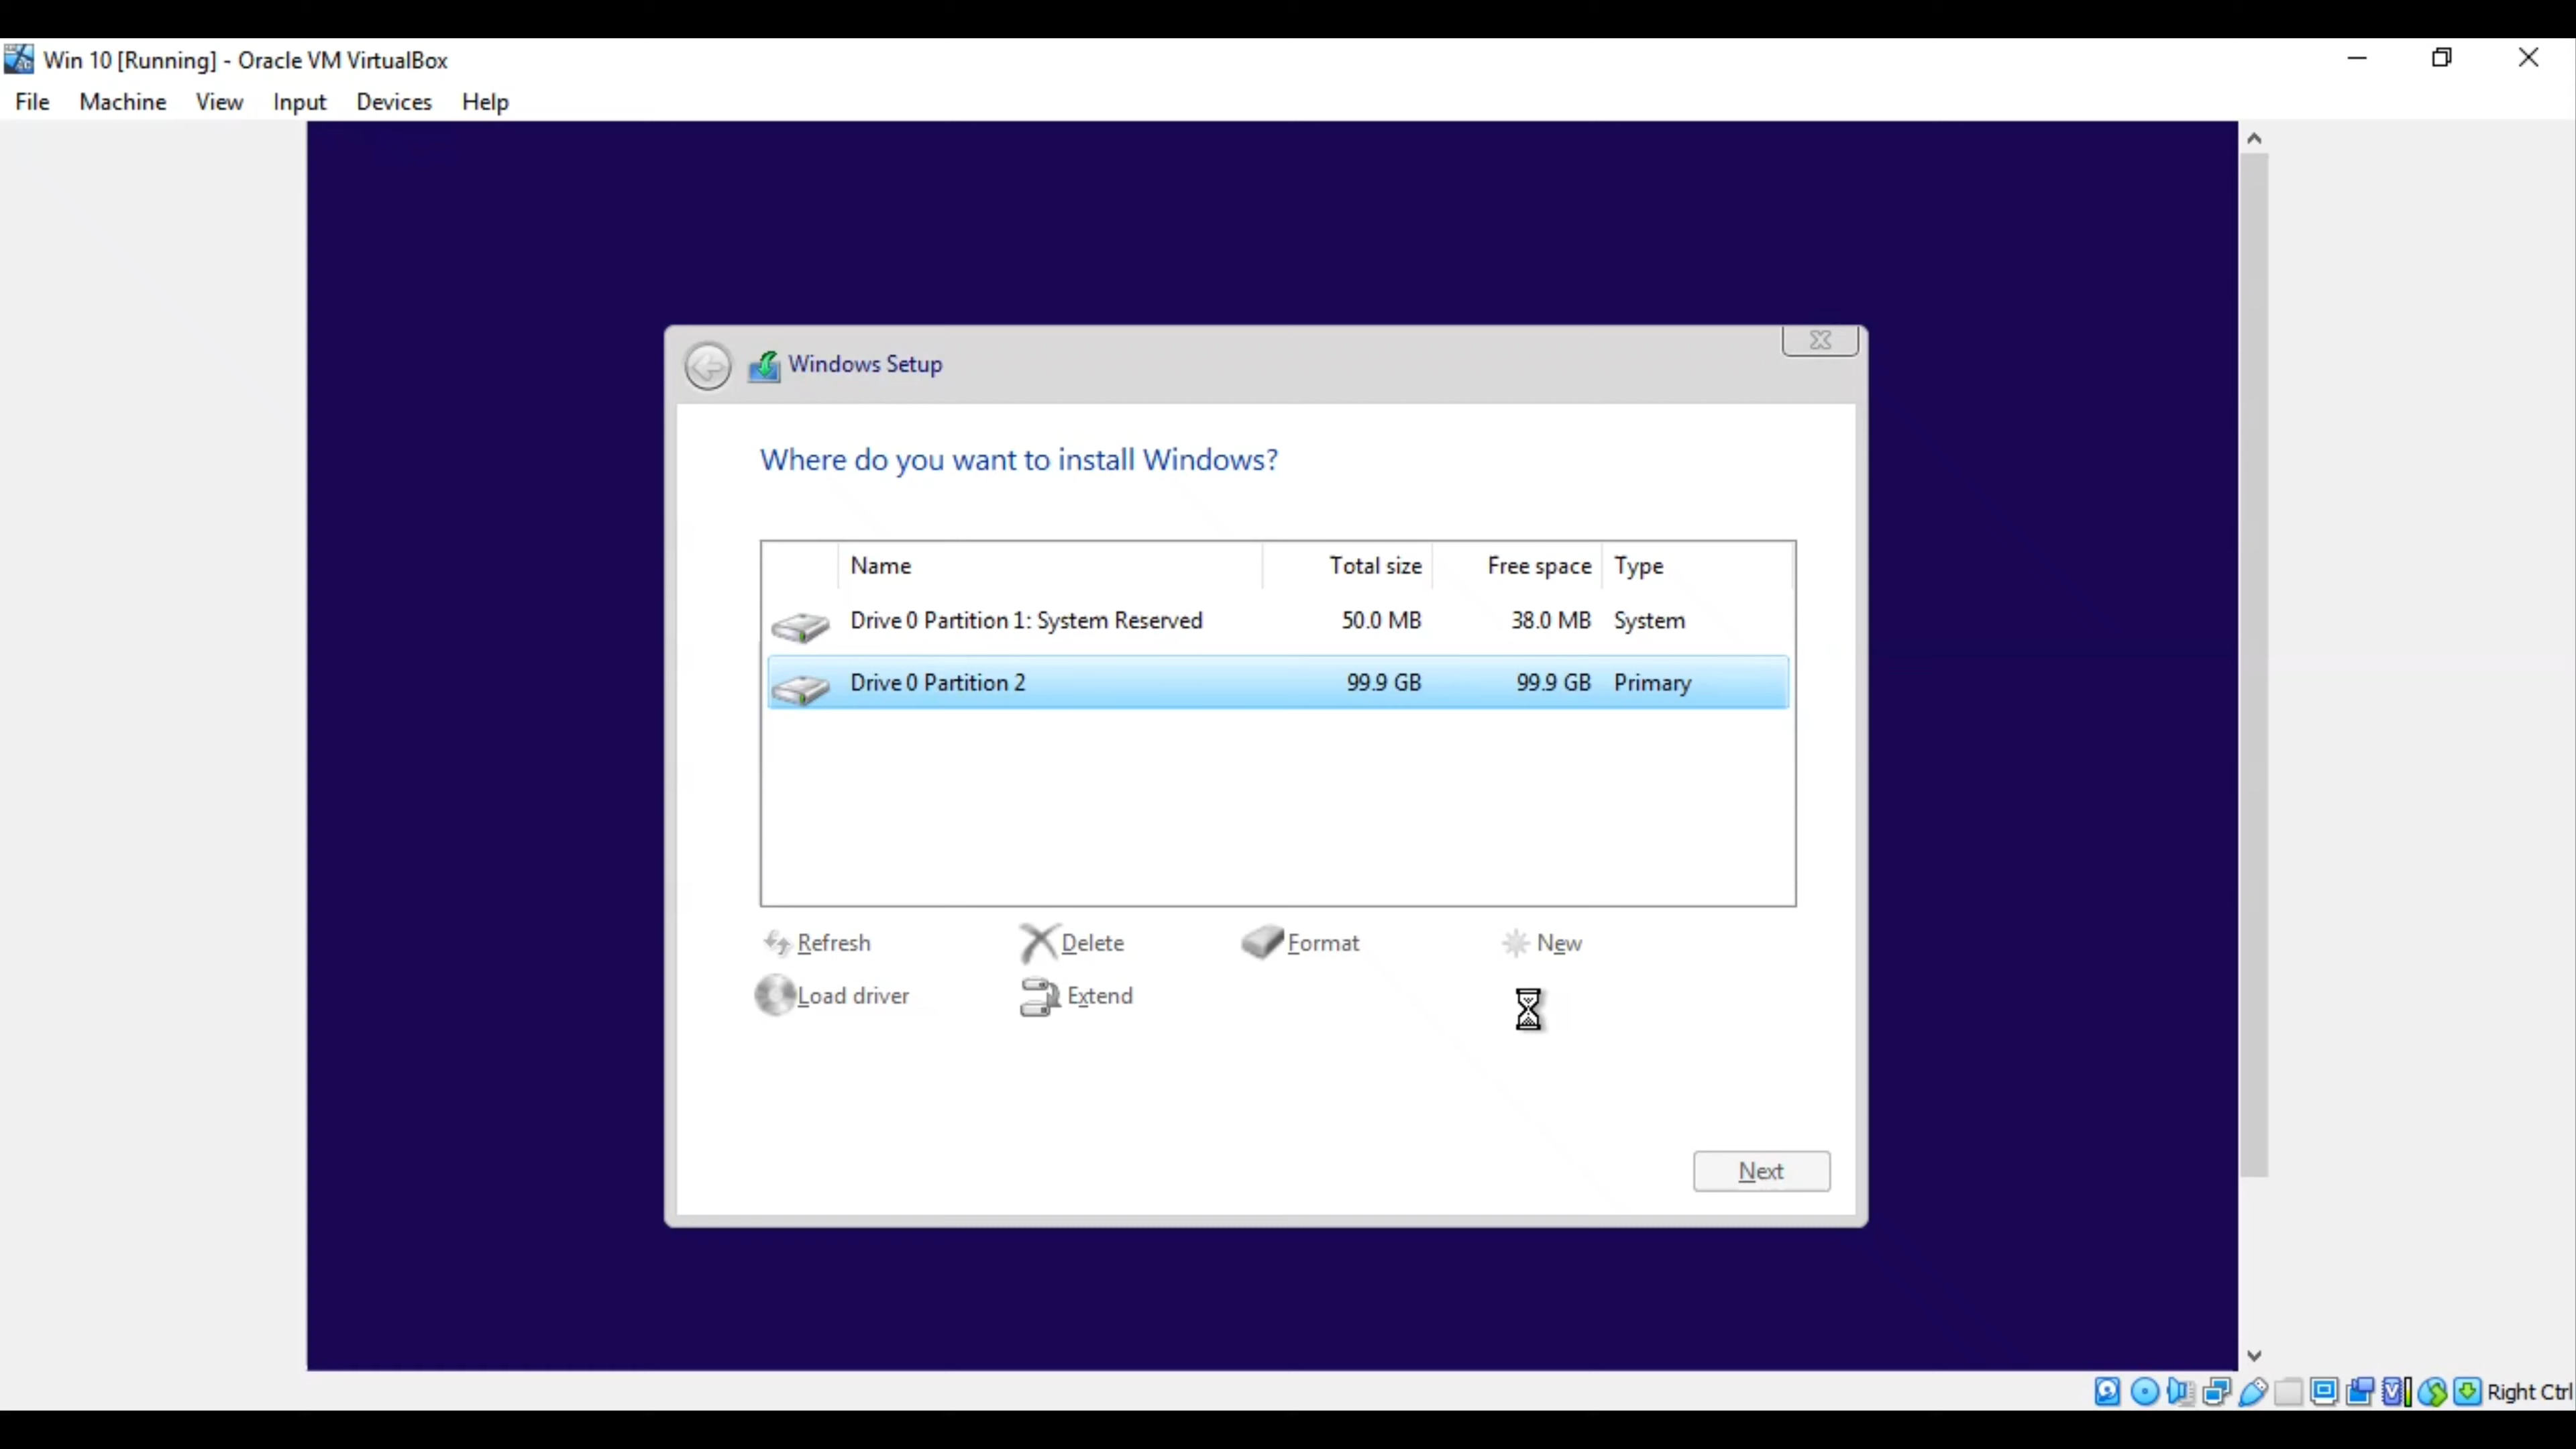 Win 10 [Running] - Oracle VM VirtualBox
File Machine View Input Devices Help
Windows Setup
Where do you want to install Windows?
Name Total size Free space Type
Drive 0 Partition 1: System Reserved 50.0 MB 38.0 MB System
Drive 0 Partition 2 99.9 GB 99.9 GB Primary
Refresh Delete Format New
Load driver Extend
Next
Right Ctrl